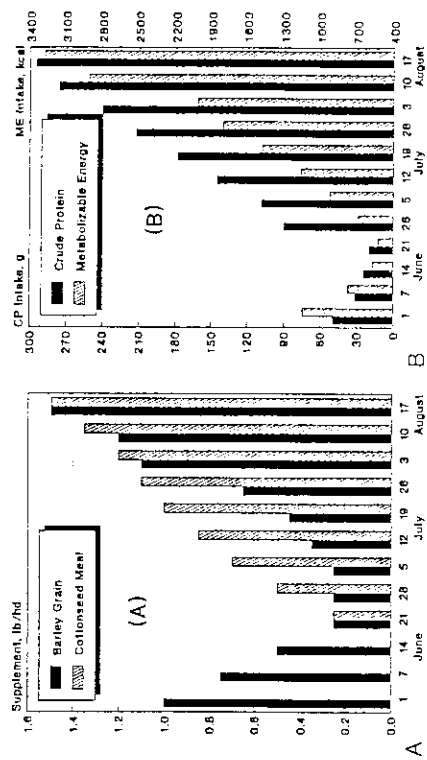 Supplement, lb/hd
1.6
1.4
1.2
1.0
0.8
0.6
0.4
0.2
0.0
Barley Grain
Cottonseed Meal
(A)
1 7 14 21 28 5 12 19 26 3 10 17
June July August
A
CP Intake, g ME Intake, kcal
300 3400
270 3100
240 2800
210 2500
180 2200
150 1900
120 1600
90 1300
60 1000
30 700
0 400
Crude Protein
Metabolizable Energy
(B)
1 7 14 21 28 5 12 19 26 3 10 17
June July August
B